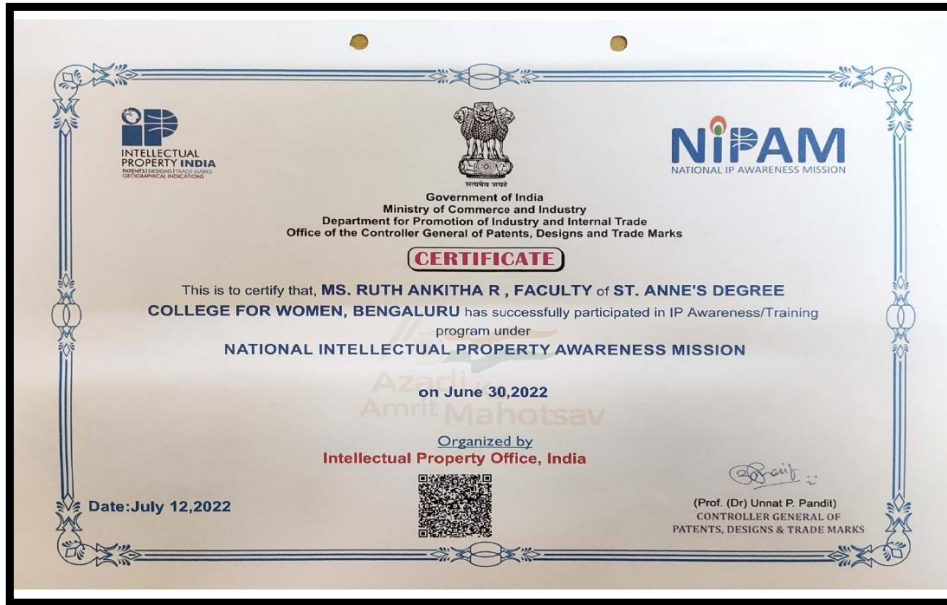 INTELLECTUAL
PROPERTY INDIA
PATENTS | DESIGNS | TRADE MARKS
GEOGRAPHICAL INDICATIONS
सत्यमेव जयते
NiPAM
NATIONAL IP AWARENESS MISSION
Government of India
Ministry of Commerce and Industry
Department for Promotion of Industry and Internal Trade
Office of the Controller General of Patents, Designs and Trade Marks
CERTIFICATE
This is to certify that, MS. RUTH ANKITHA R , FACULTY of ST. ANNE'S DEGREE
COLLEGE FOR WOMEN, BENGALURU has successfully participated in IP Awareness/Training
program under
NATIONAL INTELLECTUAL PROPERTY AWARENESS MISSION
Azadi Ka
Amrit Mahotsav
on June 30,2022
Organized by
Intellectual Property Office, India
Date:July 12,2022
(Prof. (Dr) Unnat P. Pandit)
CONTROLLER GENERAL OF
PATENTS, DESIGNS & TRADE MARKS